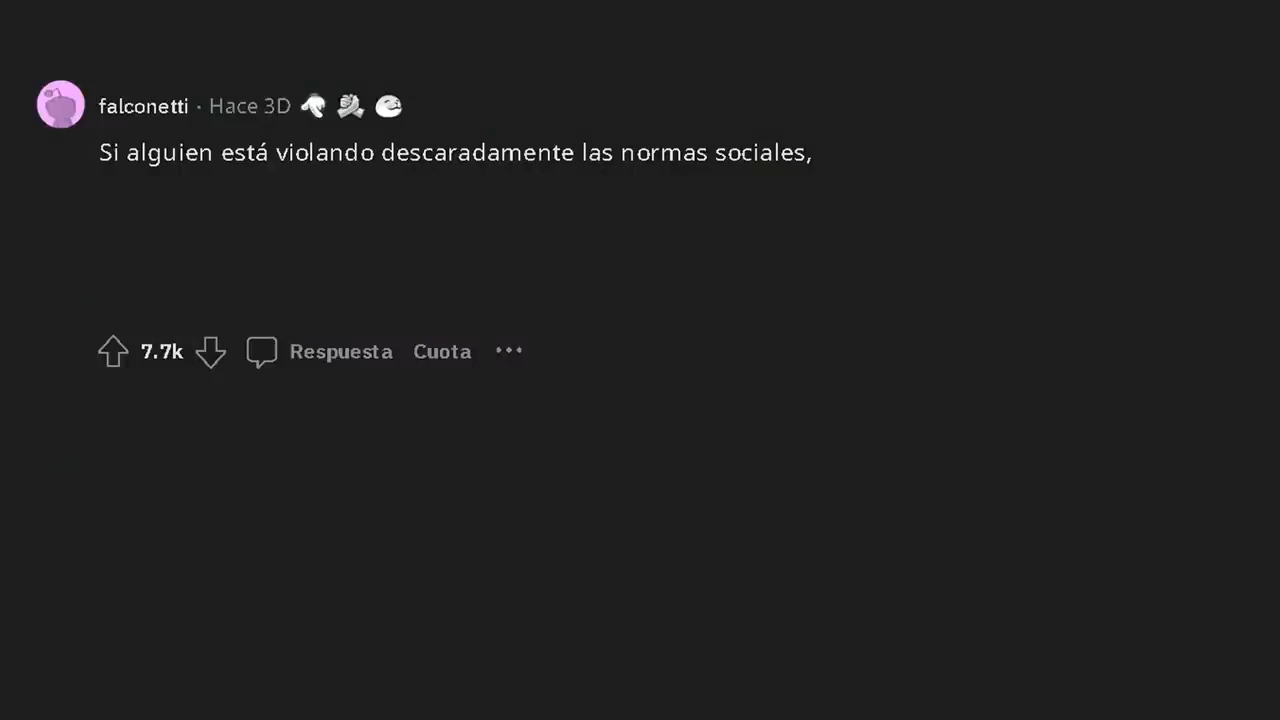 falconetti · Hace 3D
Si alguien está violando descaradamente las normas sociales,
7.7k Respuesta Cuota ···